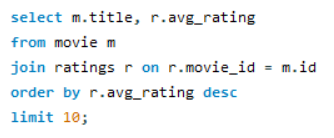 select m.title, r.avg_rating
from movie m
join ratings r on r.movie_id = m.id
order by r.avg_rating desc
limit 10;